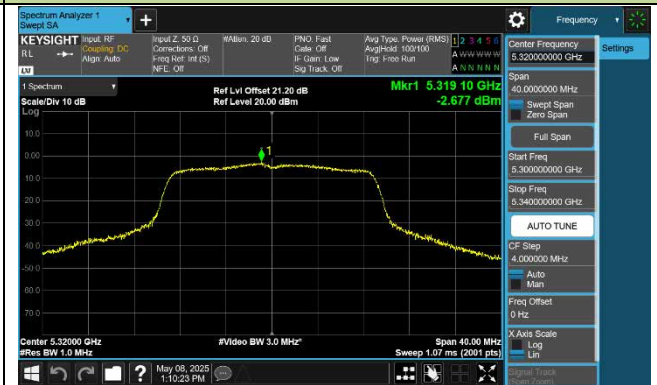 Spectrum Analyzer 1
Swept SA
+
Frequency
KEYSIGHT
RL
LXI
Input: RF
Coupling: DC
Align: Auto
Input Z: 50 Ω
Corrections: Off
Freq Ref: Int (S)
NFE: Off
#Atten: 20 dB
PNO: Fast
Gate: Off
IF Gain: Low
Sig Track: Off
Avg Type: Power (RMS)
Avg|Hold: 100/100
Trig: Free Run
1 2 3 4 5 6
A W W W W W
A N N N N N
1 Spectrum
Scale/Div 10 dB
Log
Ref Lvl Offset 21.20 dB
Ref Level 20.00 dBm
Mkr1 5.319 10 GHz
-2.677 dBm
10.0
0.00
-10.0
-20.0
-30.0
-40.0
-50.0
-60.0
-70.0
1
Center 5.32000 GHz
#Res BW 1.0 MHz
#Video BW 3.0 MHz*
Span 40.00 MHz
Sweep 1.07 ms (2001 pts)
Center Frequency
5.320000000 GHz
Settings
Span
40.0000000 MHz
Swept Span
Zero Span
Full Span
Start Freq
5.300000000 GHz
Stop Freq
5.340000000 GHz
AUTO TUNE
CF Step
4.000000 MHz
Auto
Man
Freq Offset
0 Hz
X Axis Scale
Log
Lin
Signal Track
(Span Zoom)
?
May 08, 2025
1:10:23 PM